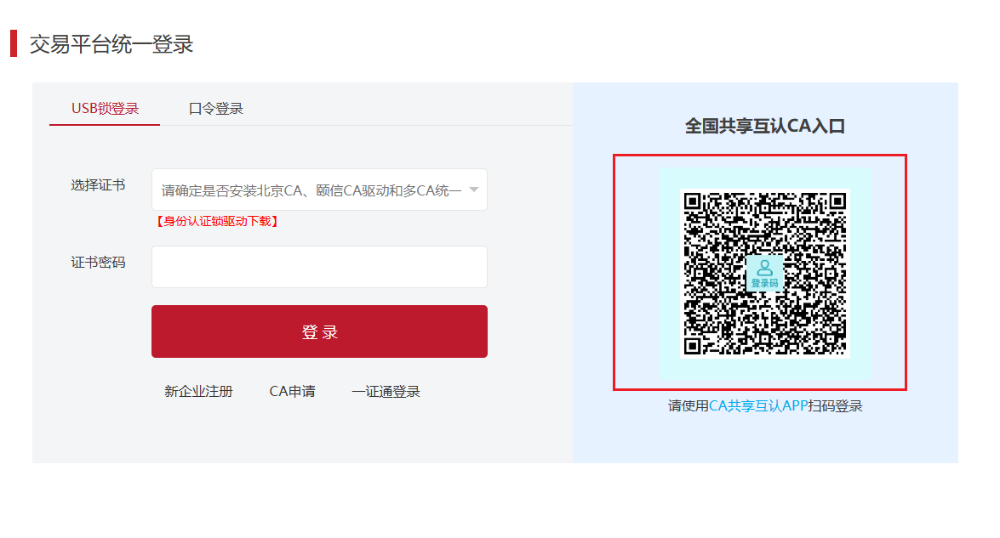 交易平台统一登录
USB锁登录
口令登录
选择证书
请确定是否安装北京CA、颐信CA驱动和多CA统一
【身份认证锁驱动下载】
证书密码
登 录
新企业注册
CA申请
一证通登录
全国共享互认CA入口
登录码
请使用CA共享互认APP扫码登录